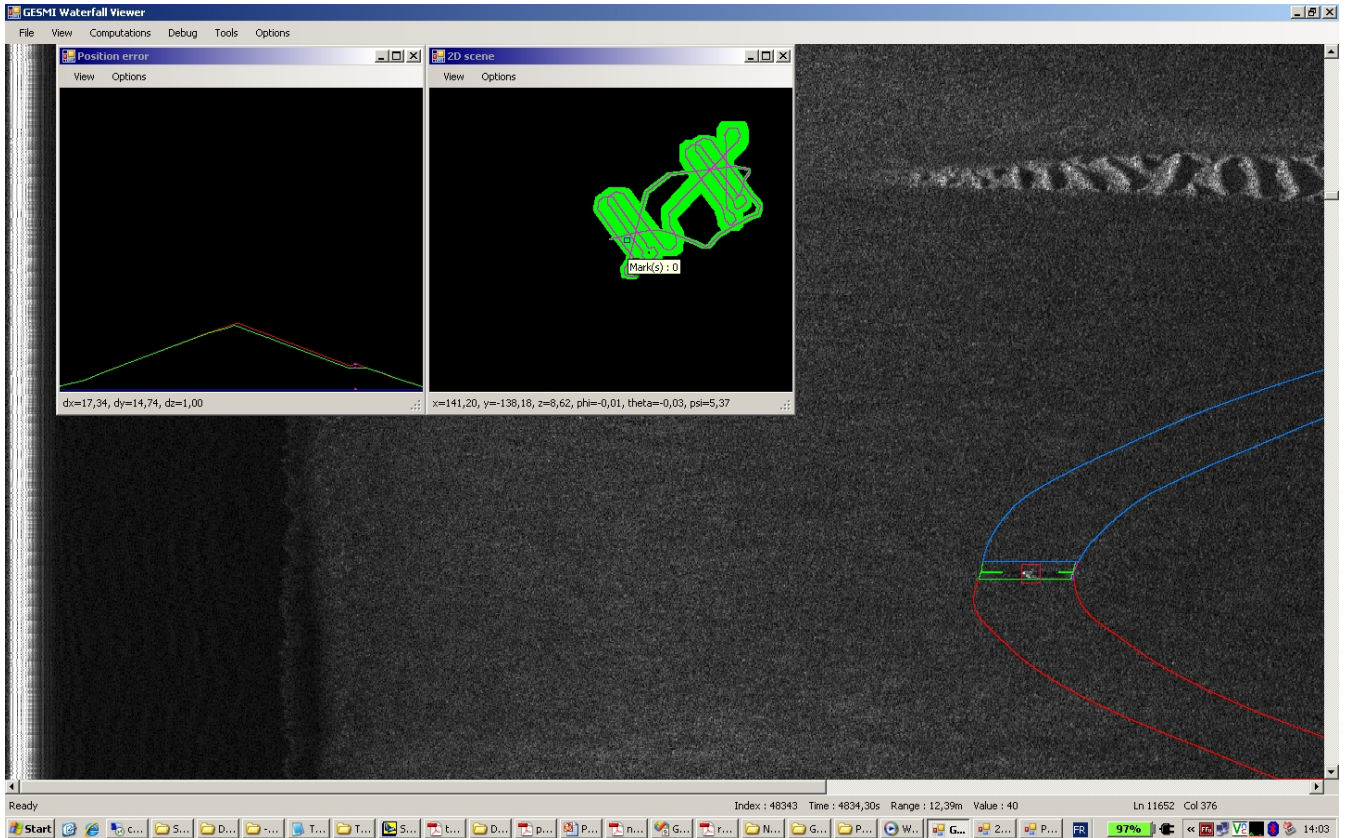 GESMI Waterfall Viewer
File View Computations Debug Tools Options
Position error
View Options
dx=17,34, dy=14,74, dz=1,00
2D scene
View Options
Mark(s) : 0
x=141,20, y=-138,18, z=8,62, phi=-0,01, theta=-0,03, psi=5,37
Ready
Index : 48343 Time : 4834,30s Range : 12,39m Value : 40
Ln 11652 Col 376
Start c... S... D... -... T... T... S... t... D... p... P... n... G... r... N... G... P... W... G... 2... P... FR 97% « 14:03